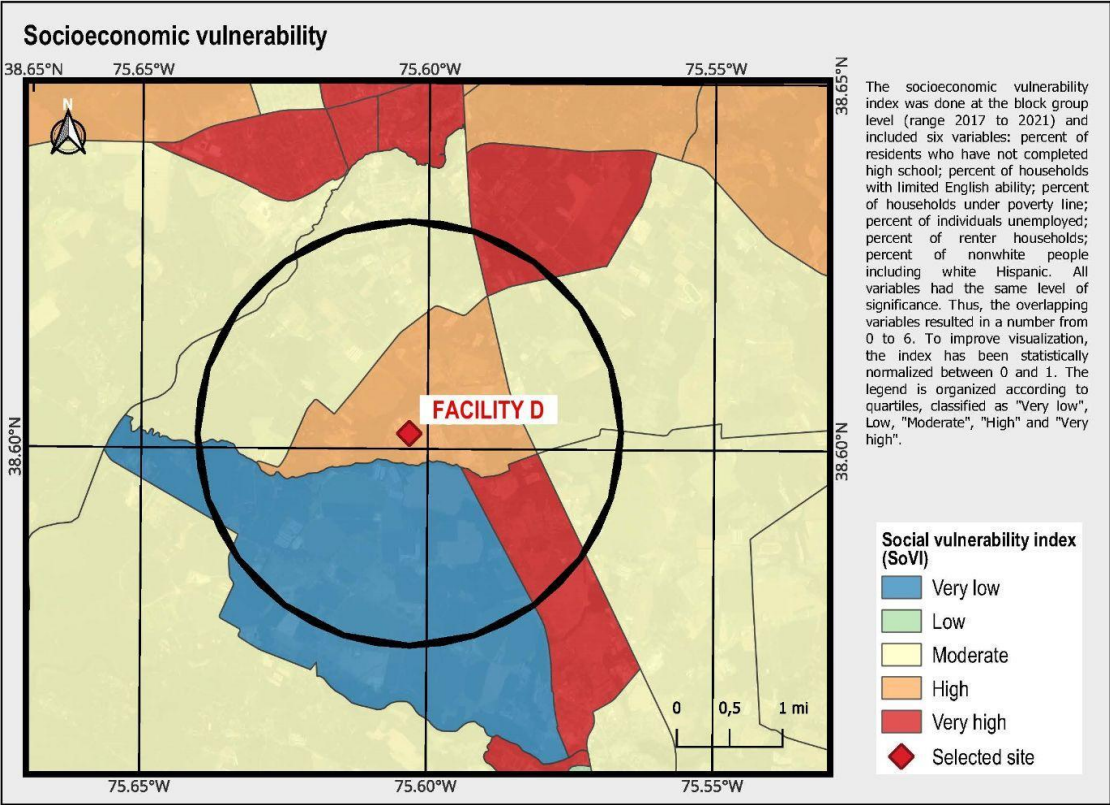 Socioeconomic vulnerability
38.65°N 75.65°W 75.60°W 75.55°W
38.65°N
N
The socioeconomic vulnerability
index was done at the block group
level (range 2017 to 2021) and
included six variables: percent of
residents who have not completed
high school; percent of households
with limited English ability; percent
of households under poverty line;
percent of individuals unemployed;
percent of renter households;
percent of nonwhite people
including white Hispanic. All
variables had the same level of
significance. Thus, the overlapping
variables resulted in a number from
0 to 6. To improve visualization,
the index has been statistically
normalized between 0 and 1. The
legend is organized according to
quartiles, classified as "Very low",
Low, "Moderate", "High" and "Very
high".
FACILITY D
38.60°N
38.60°N
Social vulnerability index
(SoVI)
Very low
Low
Moderate
High
Very high
Selected site
0 0,5 1 mi
75.65°W 75.60°W 75.55°W